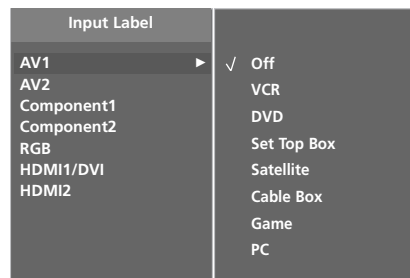 Input Label
AV1 ►
AV2
Component1
Component2
RGB
HDMI1/DVI
HDMI2
√ Off
VCR
DVD
Set Top Box
Satellite
Cable Box
Game
PC